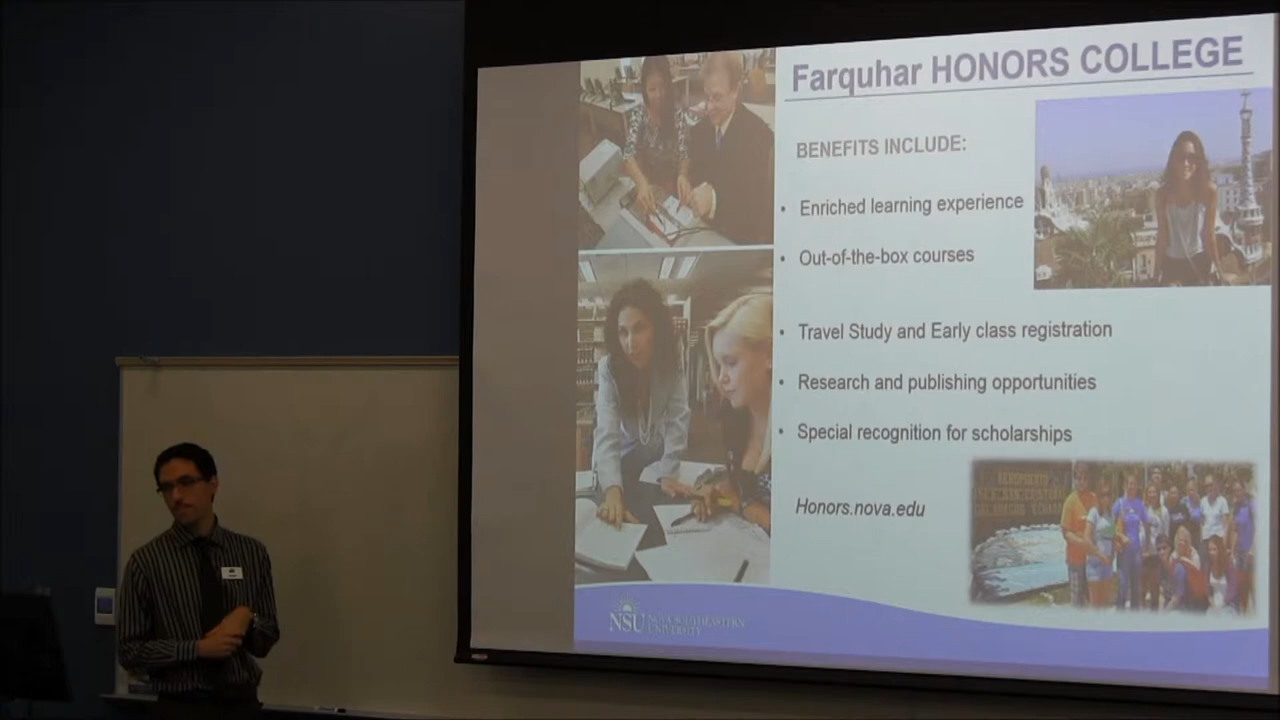 Farquhar HONORS COLLEGE
BENEFITS INCLUDE:
• Enriched learning experience
• Out-of-the-box courses
• Travel Study and Early class registration
• Research and publishing opportunities
• Special recognition for scholarships
Honors.nova.edu
NSU NOVA SOUTHEASTERN
UNIVERSITY